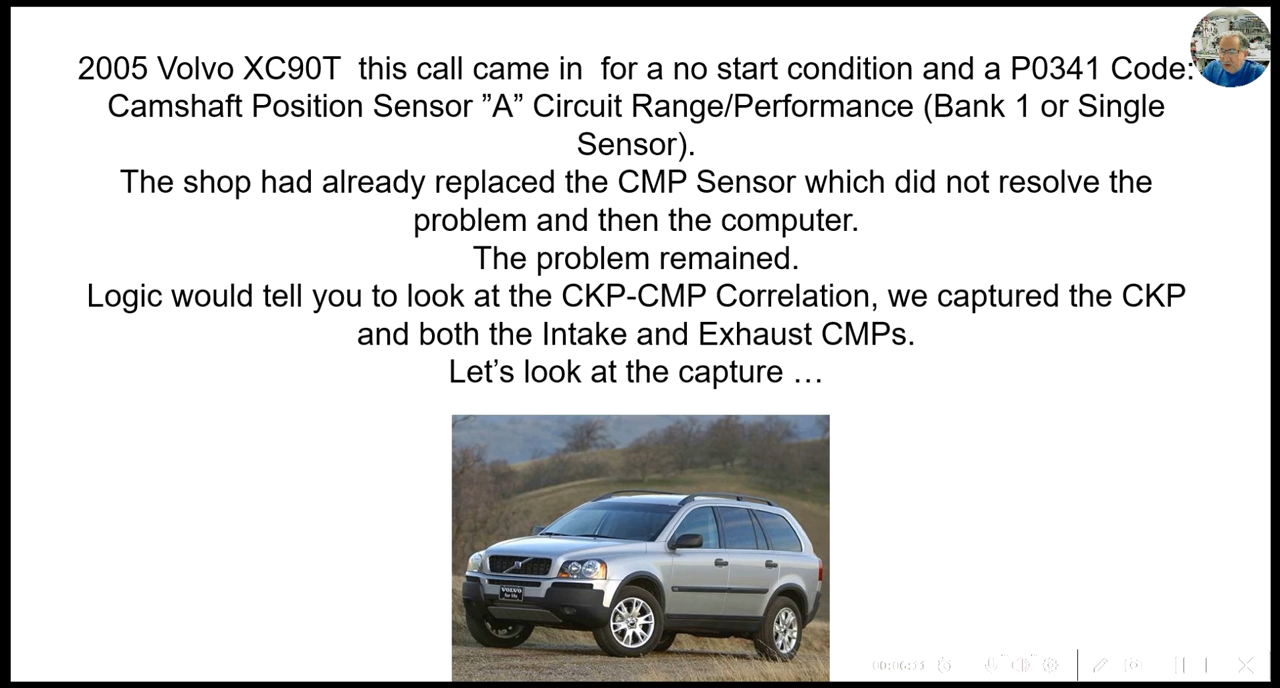 2005 Volvo XC90T  this call came in  for a no start condition and a P0341 Code:
Camshaft Position Sensor ”A” Circuit Range/Performance (Bank 1 or Single
Sensor).
The shop had already replaced the CMP Sensor which did not resolve the
problem and then the computer.
The problem remained.
Logic would tell you to look at the CKP-CMP Correlation, we captured the CKP
and both the Intake and Exhaust CMPs.
Let’s look at the capture …
VOLVO
for life